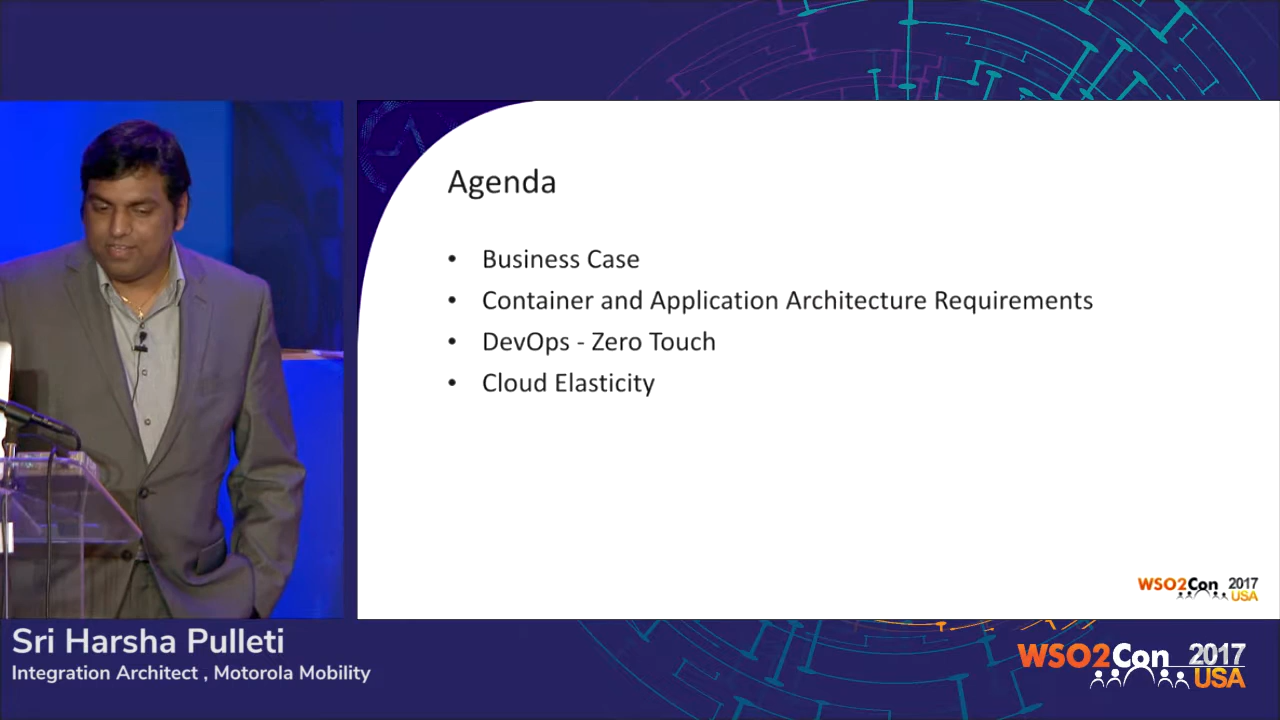 Agenda
• Business Case
• Container and Application Architecture Requirements
• DevOps - Zero Touch
• Cloud Elasticity
WSO2Con 2017
USA
Sri Harsha Pulleti
Integration Architect , Motorola Mobility
WSO2Con 2017
USA